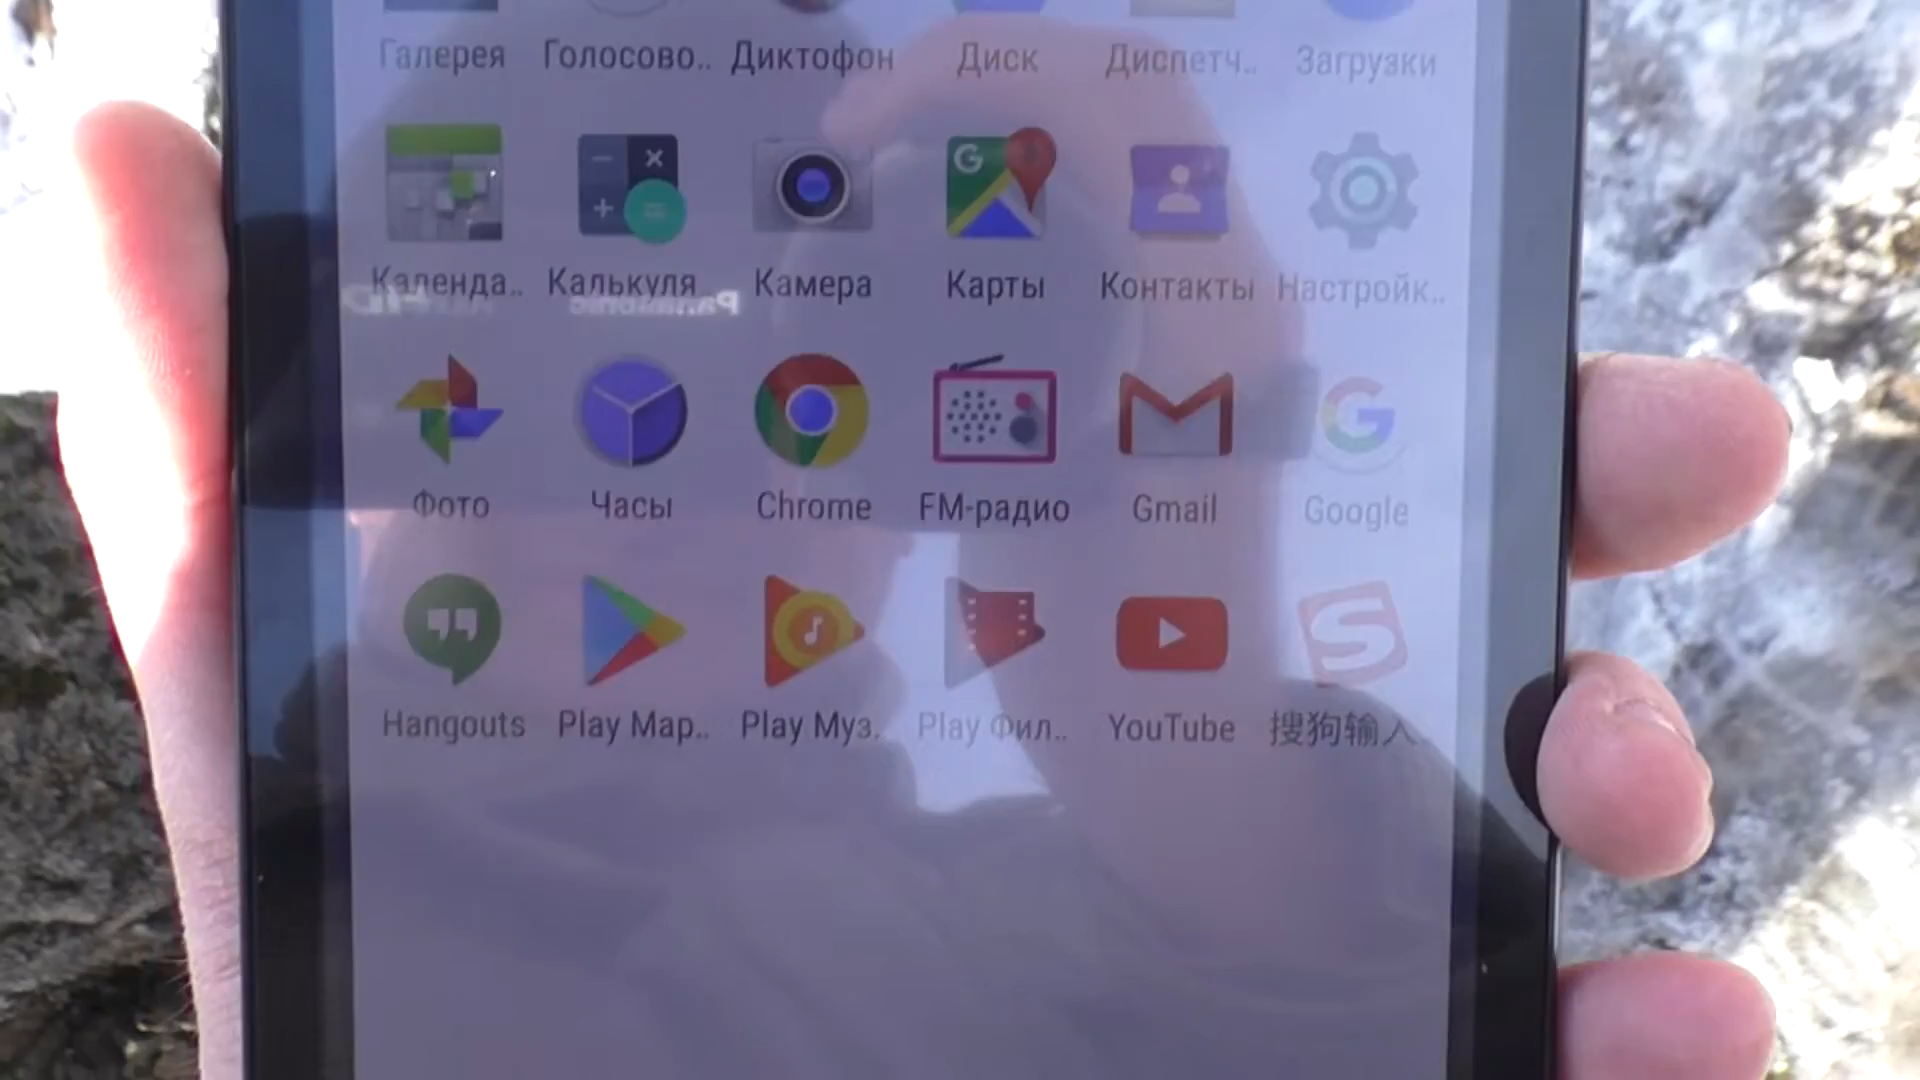 Галерея Голосово.. Диктофон Диск Диспетч.. Загрузки
Календа.. Калькуля.. Камера Карты Контакты Настройк..
Panasonic
Фото Часы Chrome FM-радио Gmail Google
Hangouts Play Мар.. Play Муз.. Play Фил.. YouTube 搜狗输入..